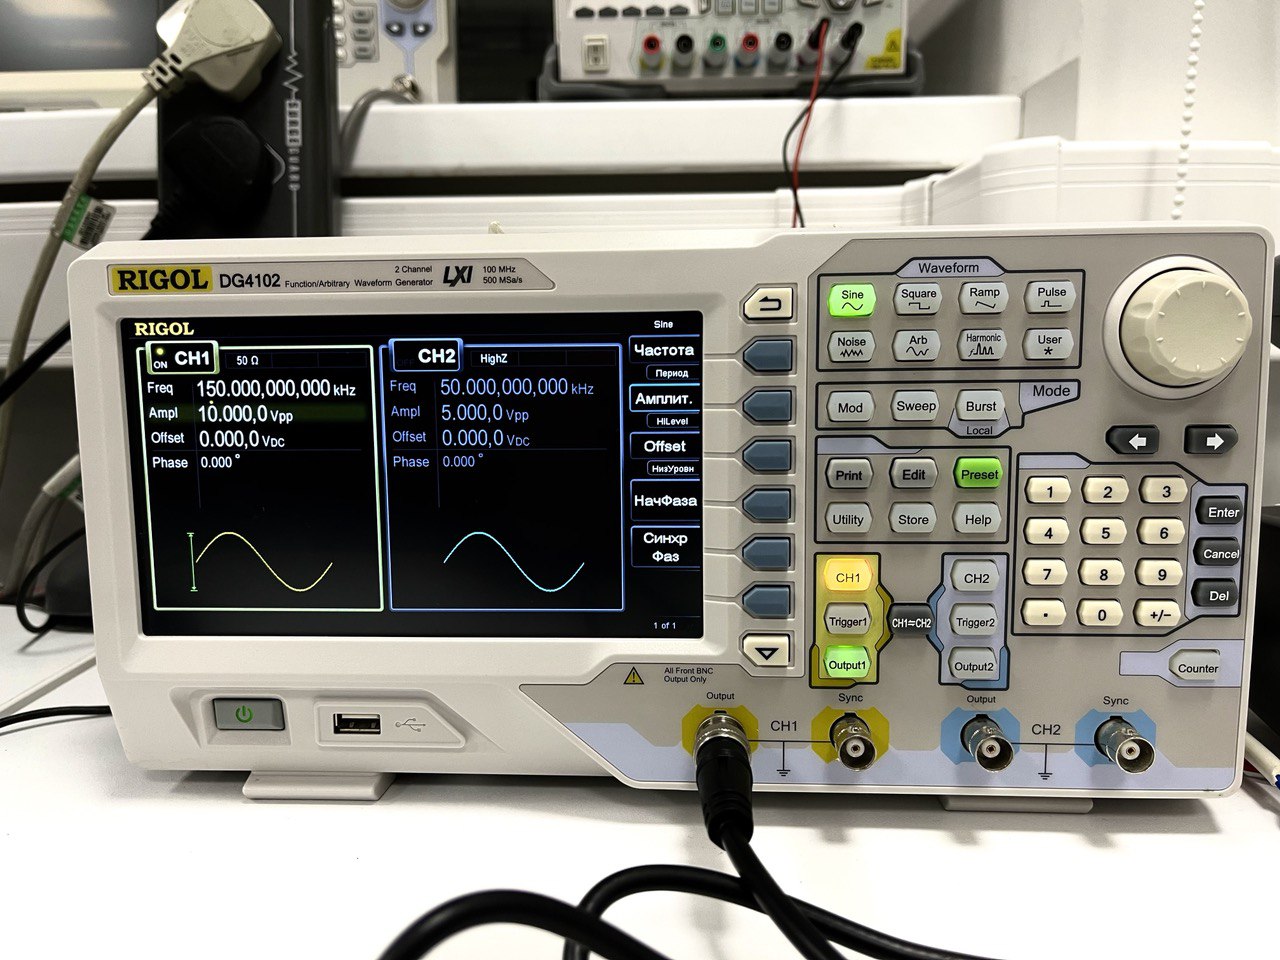 RIGOL DG4102 2 Channel Function/Arbitrary Waveform Generator LXI 100 MHz 500 MSa/s
RIGOL
Sine
ON CH1 50 Ω
Freq 150.000,000,000 kHz
Ampl 10.000,0 Vpp
Offset 0.000,0 VDC
Phase 0.000 °
CH2 HighZ
Freq 50.000,000,000 kHz
Ampl 5.000,0 Vpp
Offset 0.000,0 VDC
Phase 0.000 °
Частота
Период
Амплит.
HiLevel
Offset
НизУровн
НачФаза
Синхр
Фаз
1 of 1
Waveform
Sine Square Ramp Pulse
Noise Arb Harmonic User
*
Mode
Mod Sweep Burst
Local
Print Edit Preset
Utility Store Help
CH1 CH2
Trigger1 CH1≈CH2 Trigger2
Output1 Output2
1 2 3 Enter
4 5 6 Cancel
7 8 9 Del
. 0 +/−
Counter
All Front BNC
Output Only
Output CH1 Sync
Output CH2 Sync